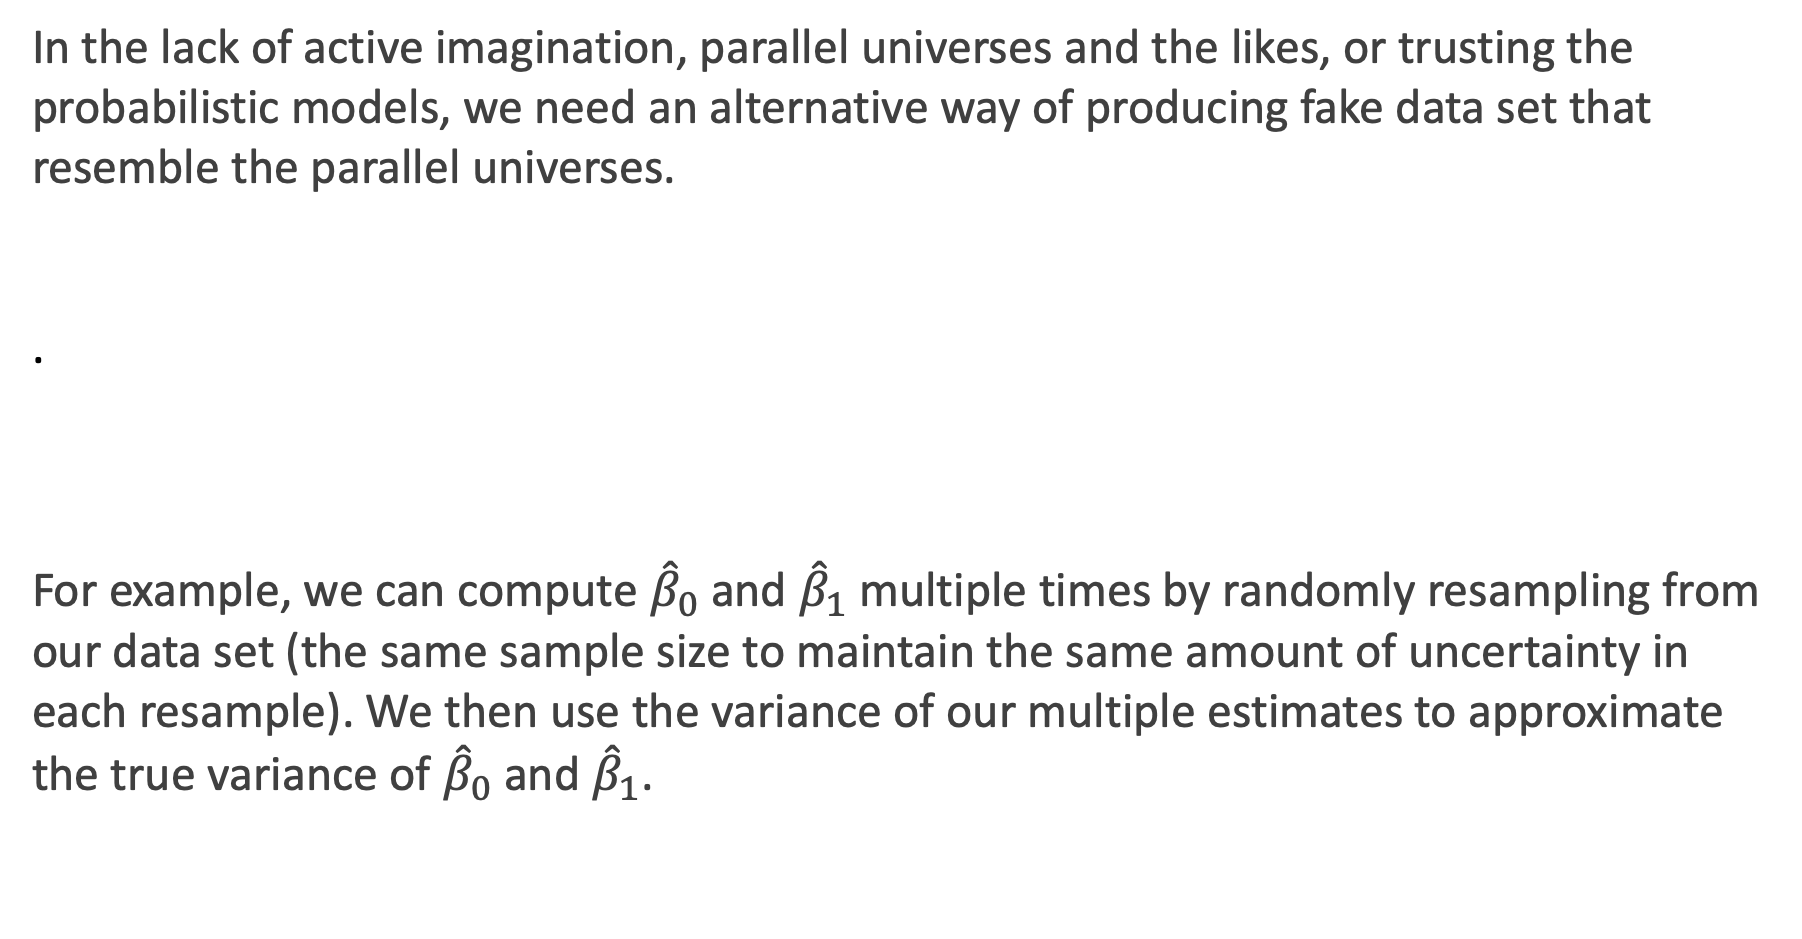 In the lack of active imagination, parallel universes and the likes, or trusting the
probabilistic models, we need an alternative way of producing fake data set that
resemble the parallel universes.
.
For example, we can compute β̂₀ and β̂₁ multiple times by randomly resampling from
our data set (the same sample size to maintain the same amount of uncertainty in
each resample). We then use the variance of our multiple estimates to approximate
the true variance of β̂₀ and β̂₁.